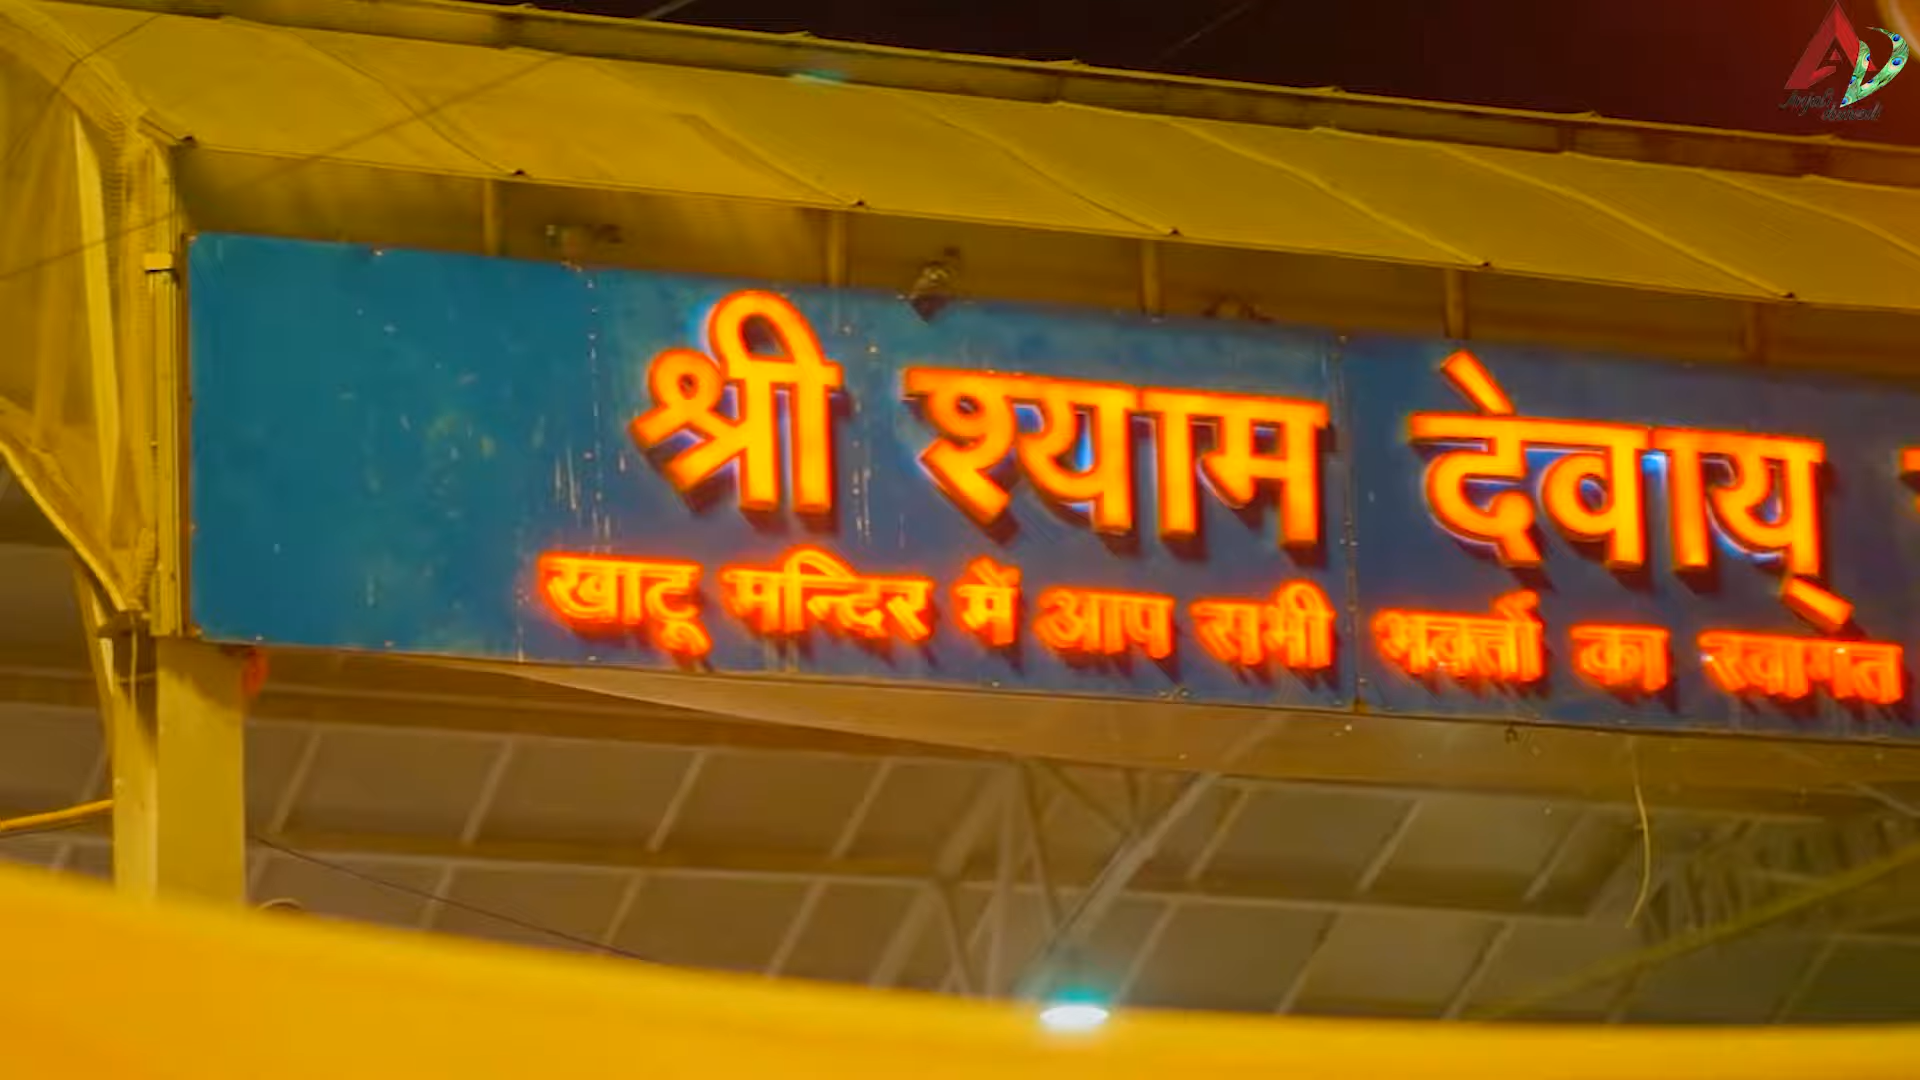 श्री श्याम देवाय्
खाटू मन्दिर में आप सभी भक्तों का स्वागत